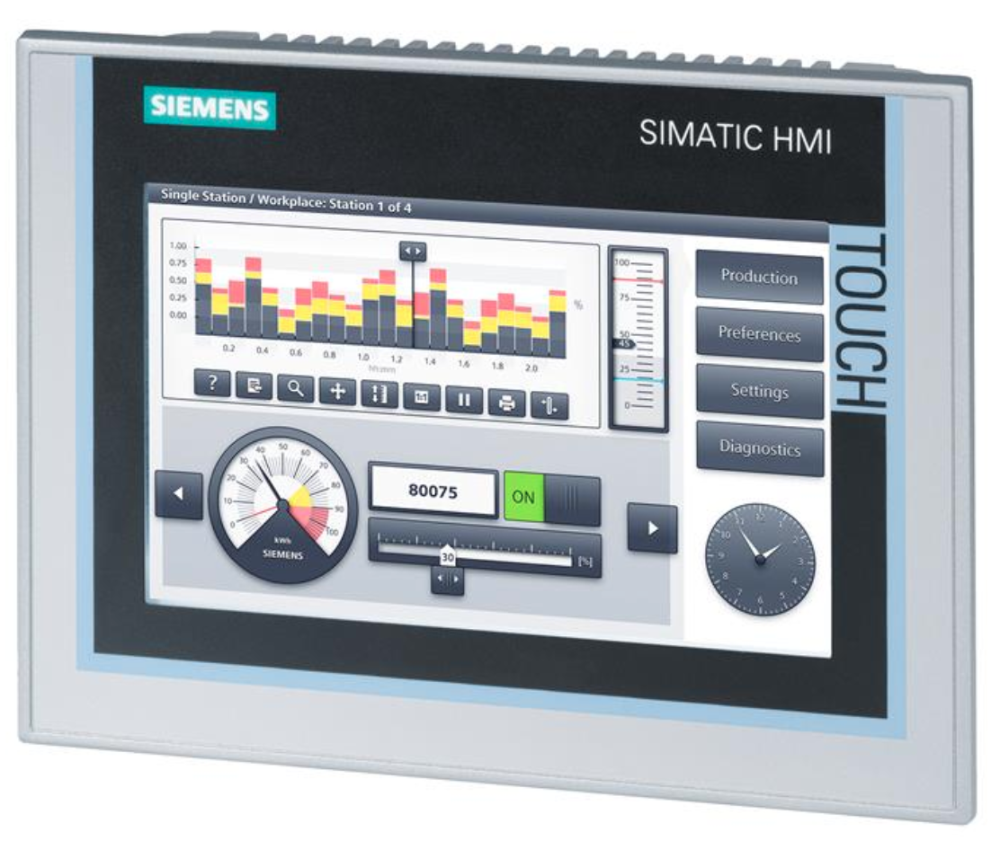 SIEMENS
SIMATIC HMI
TOUCH
Single Station / Workplace: Station 1 of 4
1.00
0.75
0.50
0.25
0.00
%
0.2 0.4 0.6 0.8 1.0 1.2 1.4 1.6 1.8 2.0
hh:mm
?
1:1
100
75
50
45
25
0
Production
Preferences
Settings
Diagnostics
0 10 20 30 40 50 60 70 80 90 100
kWh
SIEMENS
80075
ON
30
[%]
12 1 2 3 4 5 6 7 8 9 10 11